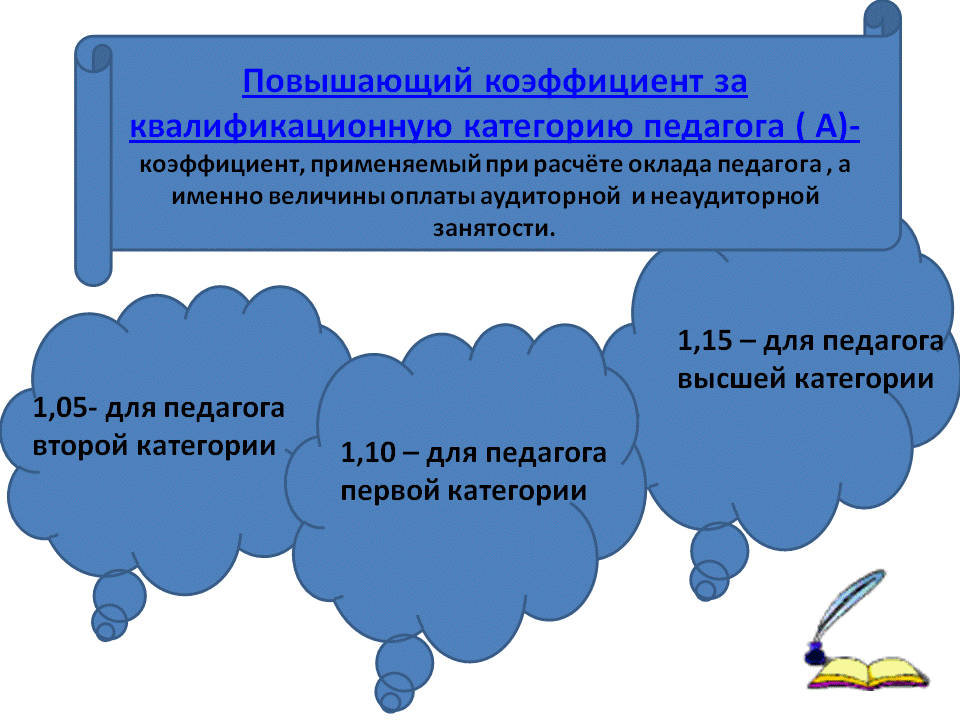 Повышающий коэффициент за
квалификационную категорию педагога ( А)-
коэффициент, применяемый при расчёте оклада педагога , а
именно величины оплаты аудиторной и неаудиторной
занятости.
1,05- для педагога
второй категории
1,10 – для педагога
первой категории
1,15 – для педагога
высшей категории